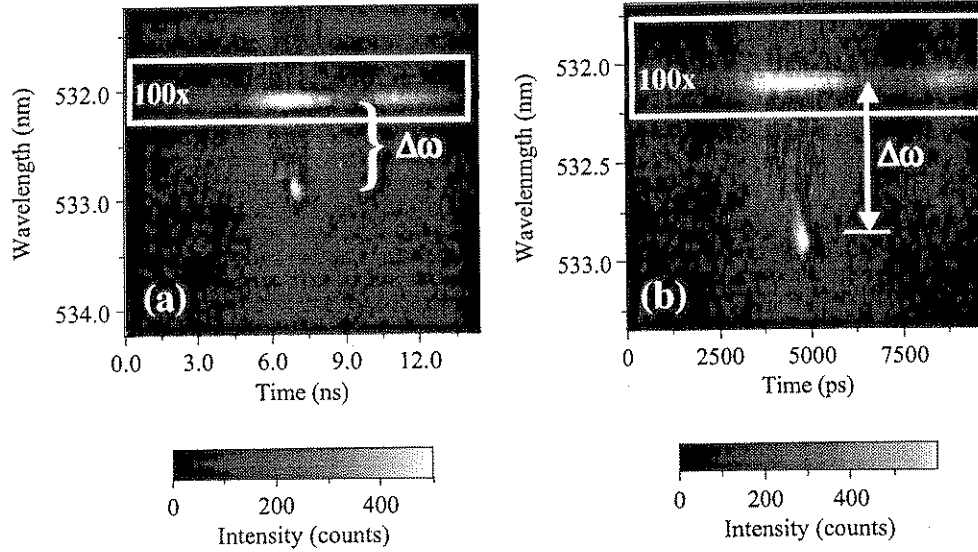 Wavelength (nm)
532.0
533.0
534.0
100x
Δω
(a)
0.0 3.0 6.0 9.0 12.0
Time (ns)
0 200 400
Intensity (counts)
Wavelenmgth (nm)
532.0
532.5
533.0
100x
Δω
(b)
0 2500 5000 7500
Time (ps)
0 200 400
Intensity (counts)